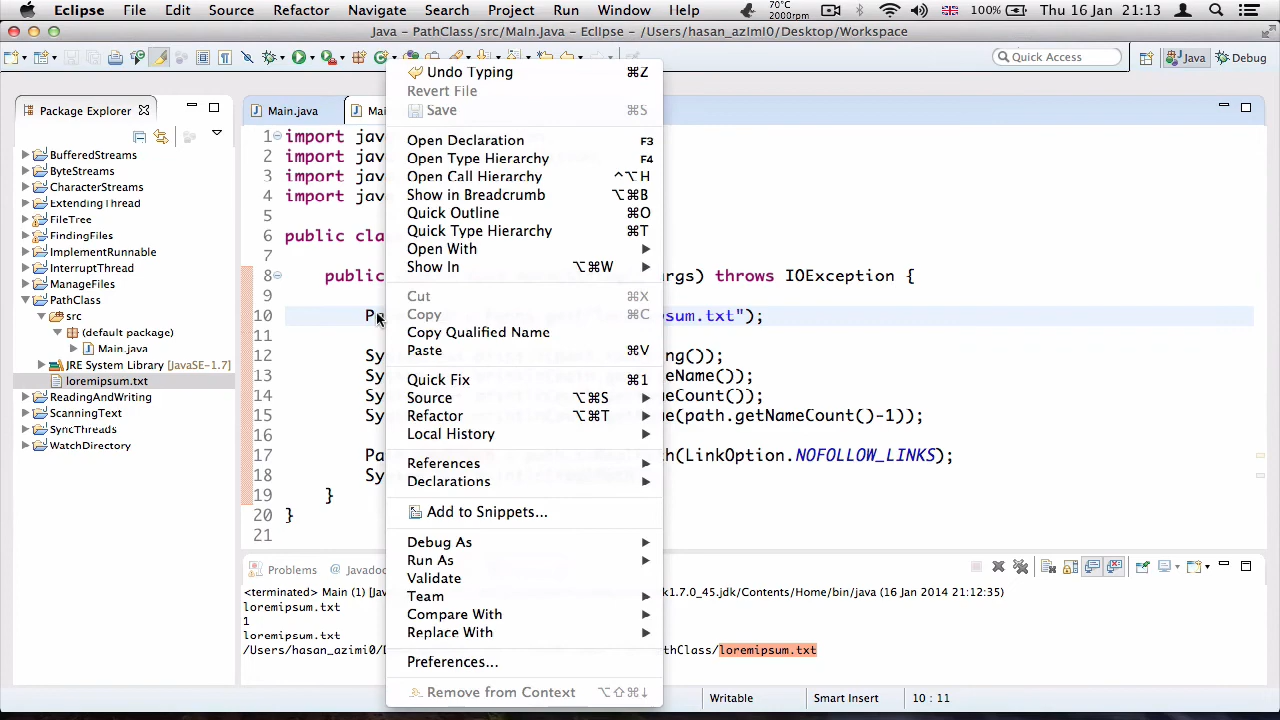 Eclipse File Edit Source Refactor Navigate Search Project Run Window Help 70°C 2000rpm 100% Thu 16 Jan 21:13
Java – PathClass/src/Main.Java – Eclipse – /Users/hasan_azimi0/Desktop/Workspace
Quick Access Java Debug
Package Explorer
BufferedStreams
ByteStreams
CharacterStreams
ExtendingThread
FileTree
FindingFiles
ImplementRunnable
InterruptThread
ManageFiles
PathClass
src
(default package)
Main.java
JRE System Library [JavaSE-1.7]
loremipsum.txt
ReadingAndWriting
ScanningText
SyncThreads
WatchDirectory
Main.java Mai
1 import jav
2 import jav
3 import jav
4 import jav
5
6 public clas
7
8 public rgs) throws IOException {
9
10 P sum.txt");
11
12 Sy ng());
13 Sy eName());
14 Sy eCount());
15 Sy e(path.getNameCount()-1));
16
17 Pa h(LinkOption.NOFOLLOW_LINKS);
18 Sy
19 }
20 }
21
Undo Typing ⌘Z
Revert File
Save ⌘S
Open Declaration F3
Open Type Hierarchy F4
Open Call Hierarchy ^⌥H
Show in Breadcrumb ⌥⌘B
Quick Outline ⌘O
Quick Type Hierarchy ⌘T
Open With
Show In ⌥⌘W
Cut ⌘X
Copy ⌘C
Copy Qualified Name
Paste ⌘V
Quick Fix ⌘1
Source ⌥⌘S
Refactor ⌥⌘T
Local History
References
Declarations
Add to Snippets...
Debug As
Run As
Validate
Team
Compare With
Replace With
Preferences...
Remove from Context ⌥⇧⌘↓
Problems @ Javadoc
<terminated> Main (1) [J k1.7.0_45.jdk/Contents/Home/bin/java (16 Jan 2014 21:12:35)
loremipsum.txt
1
loremipsum.txt
/Users/hasan_azimi0/D thClass/loremipsum.txt
Writable Smart Insert 10 : 11